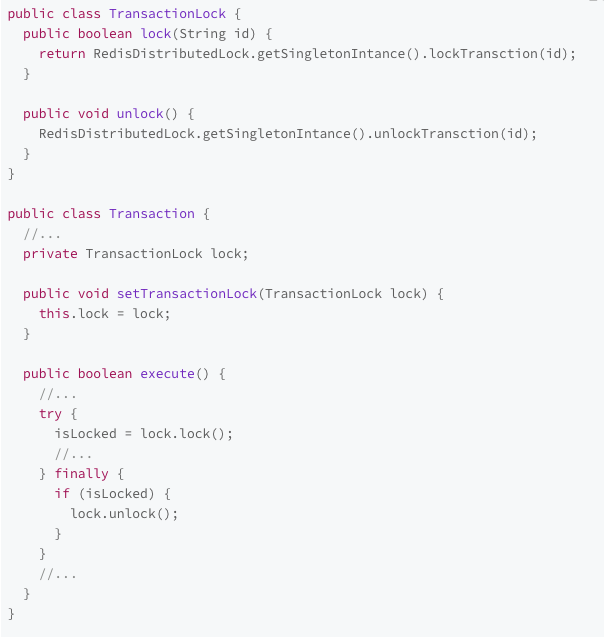 public class TransactionLock {
  public boolean lock(String id) {
    return RedisDistributedLock.getSingletonIntance().lockTransction(id);
  }

  public void unlock() {
    RedisDistributedLock.getSingletonIntance().unlockTransction(id);
  }
}

public class Transaction {
  //...
  private TransactionLock lock;

  public void setTransactionLock(TransactionLock lock) {
    this.lock = lock;
  }

  public boolean execute() {
    //...
    try {
      isLocked = lock.lock();
      //...
    } finally {
      if (isLocked) {
        lock.unlock();
      }
    }
    //...
  }
}